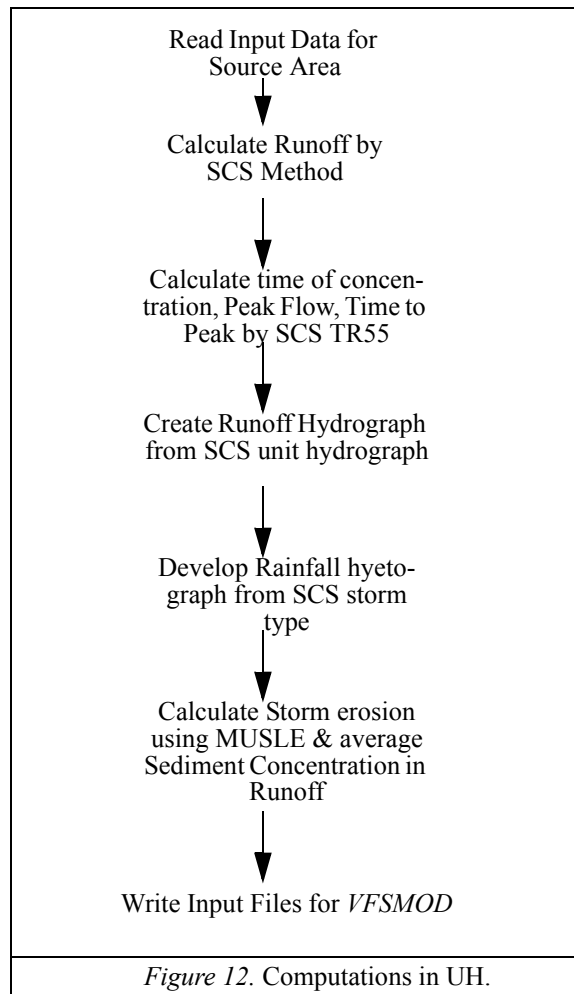 Read Input Data for
Source Area
Calculate Runoff by
SCS Method
Calculate time of concen-
tration, Peak Flow, Time to
Peak by SCS TR55
Create Runoff Hydrograph
from SCS unit hydrograph
Develop Rainfall hyeto-
graph from SCS storm
type
Calculate Storm erosion
using MUSLE & average
Sediment Concentration in
Runoff
Write Input Files for VFSMOD
Figure 12. Computations in UH.